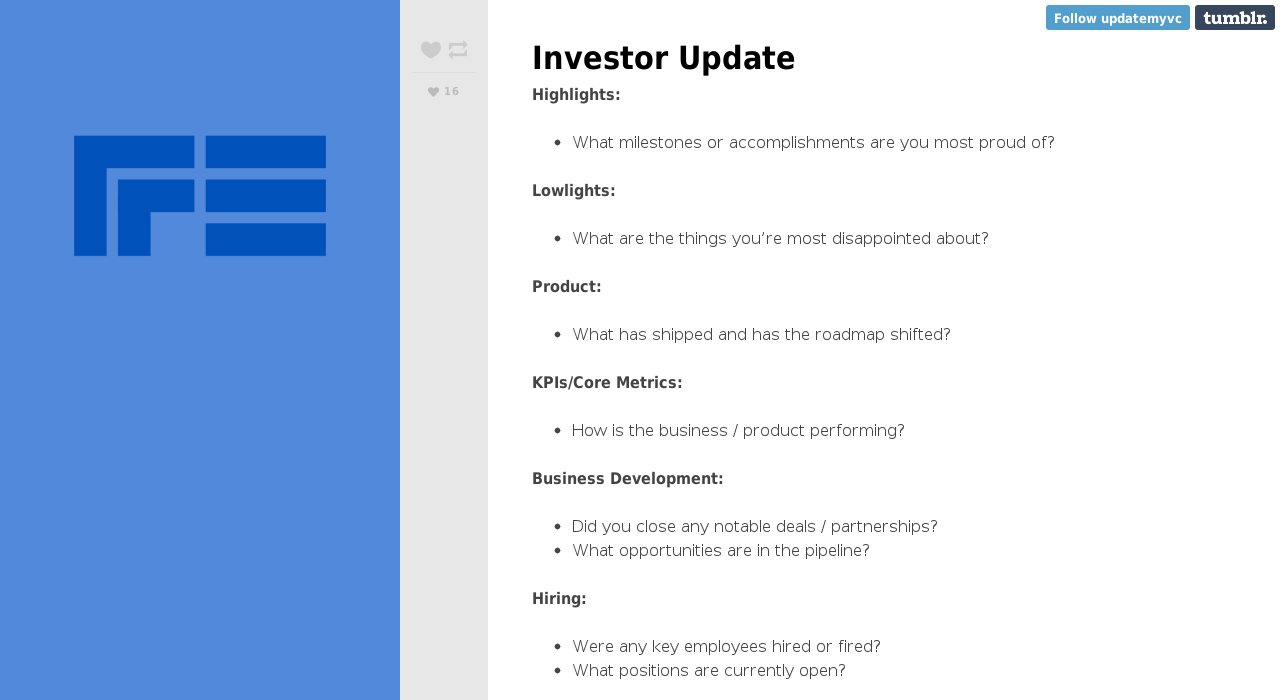 Follow updatemyvc
tumblr.
16
Investor Update
Highlights:
What milestones or accomplishments are you most proud of?
Lowlights:
What are the things you’re most disappointed about?
Product:
What has shipped and has the roadmap shifted?
KPIs/Core Metrics:
How is the business / product performing?
Business Development:
Did you close any notable deals / partnerships?
What opportunities are in the pipeline?
Hiring:
Were any key employees hired or fired?
What positions are currently open?